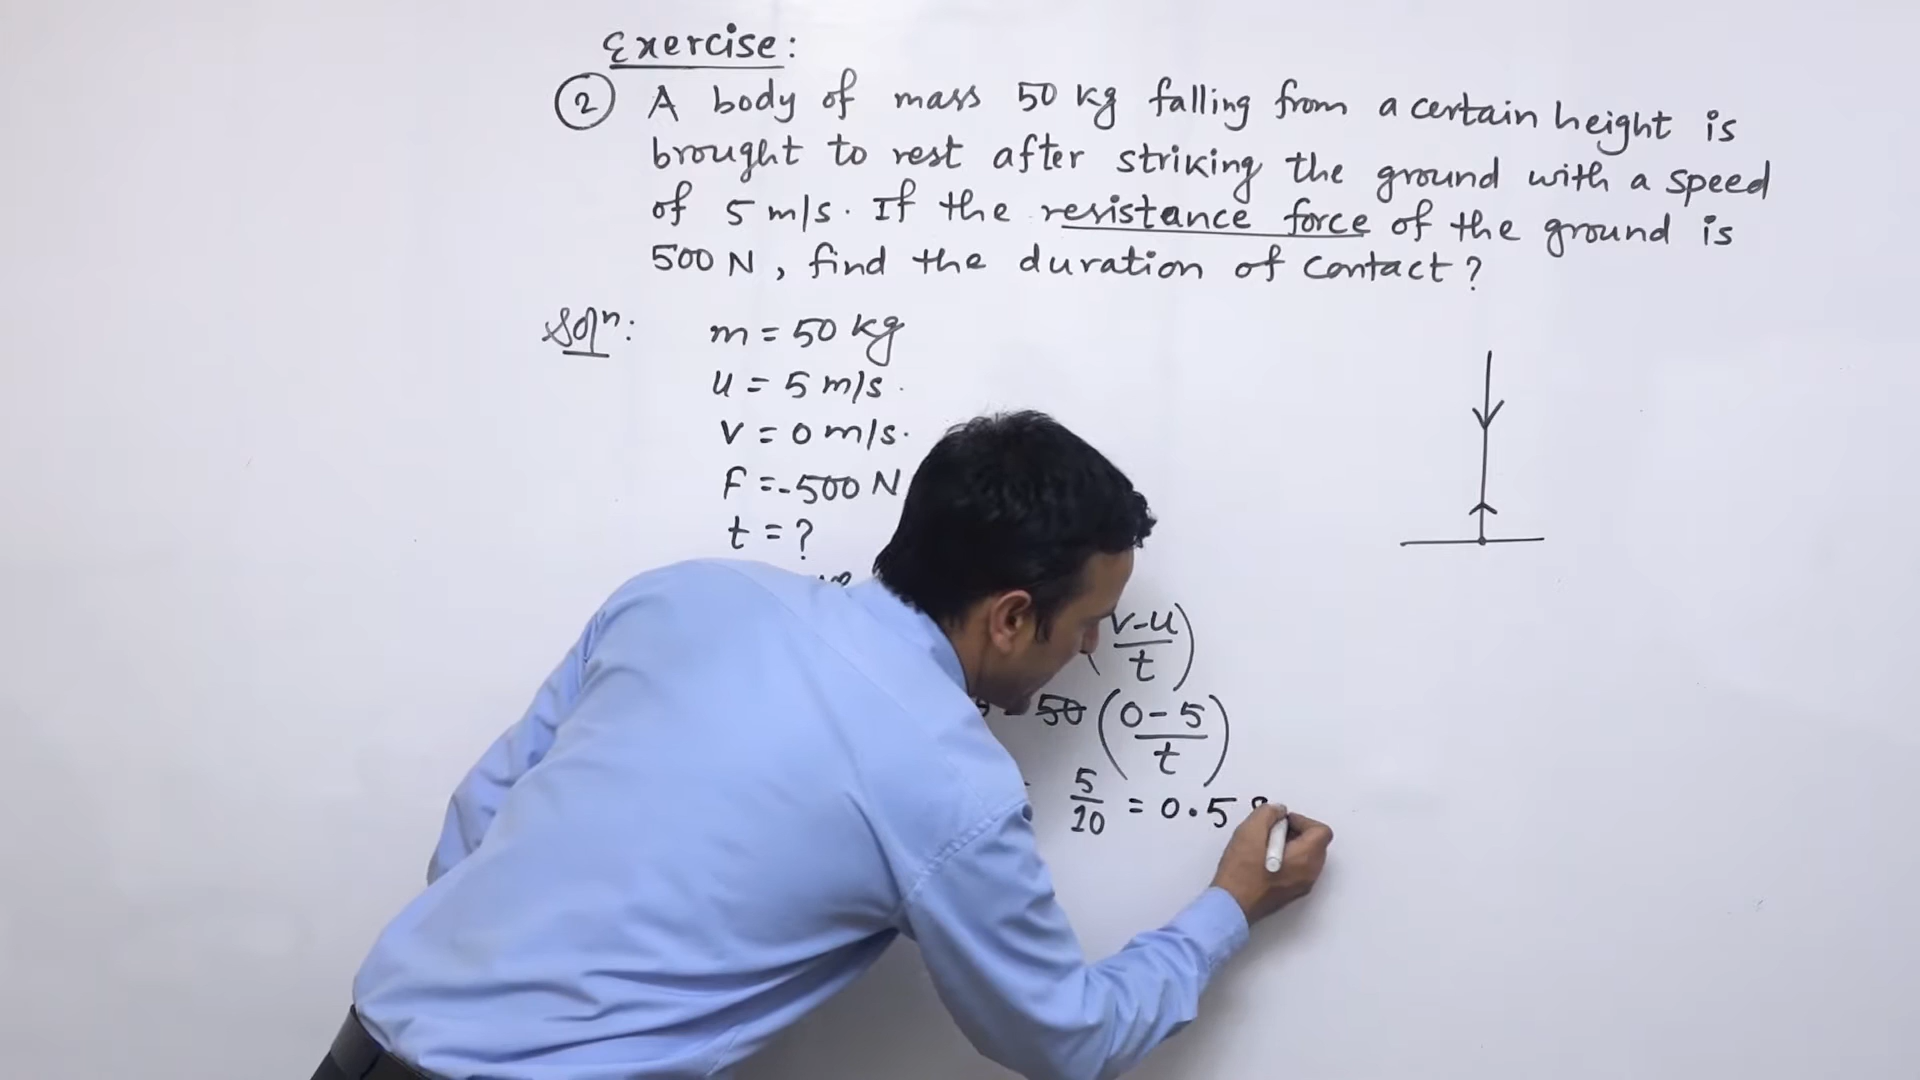 Exercise:
② A body of mass 50 kg falling from a certain height is
brought to rest after striking the ground with a speed
of 5 m/s. If the resistance force of the ground is
500 N, find the duration of contact?
Solⁿ: m = 50 kg
u = 5 m/s.
v = 0 m/s.
F = -500 N
t = ?
(v-u/t)
50 (0-5/t)
5/10 = 0.5